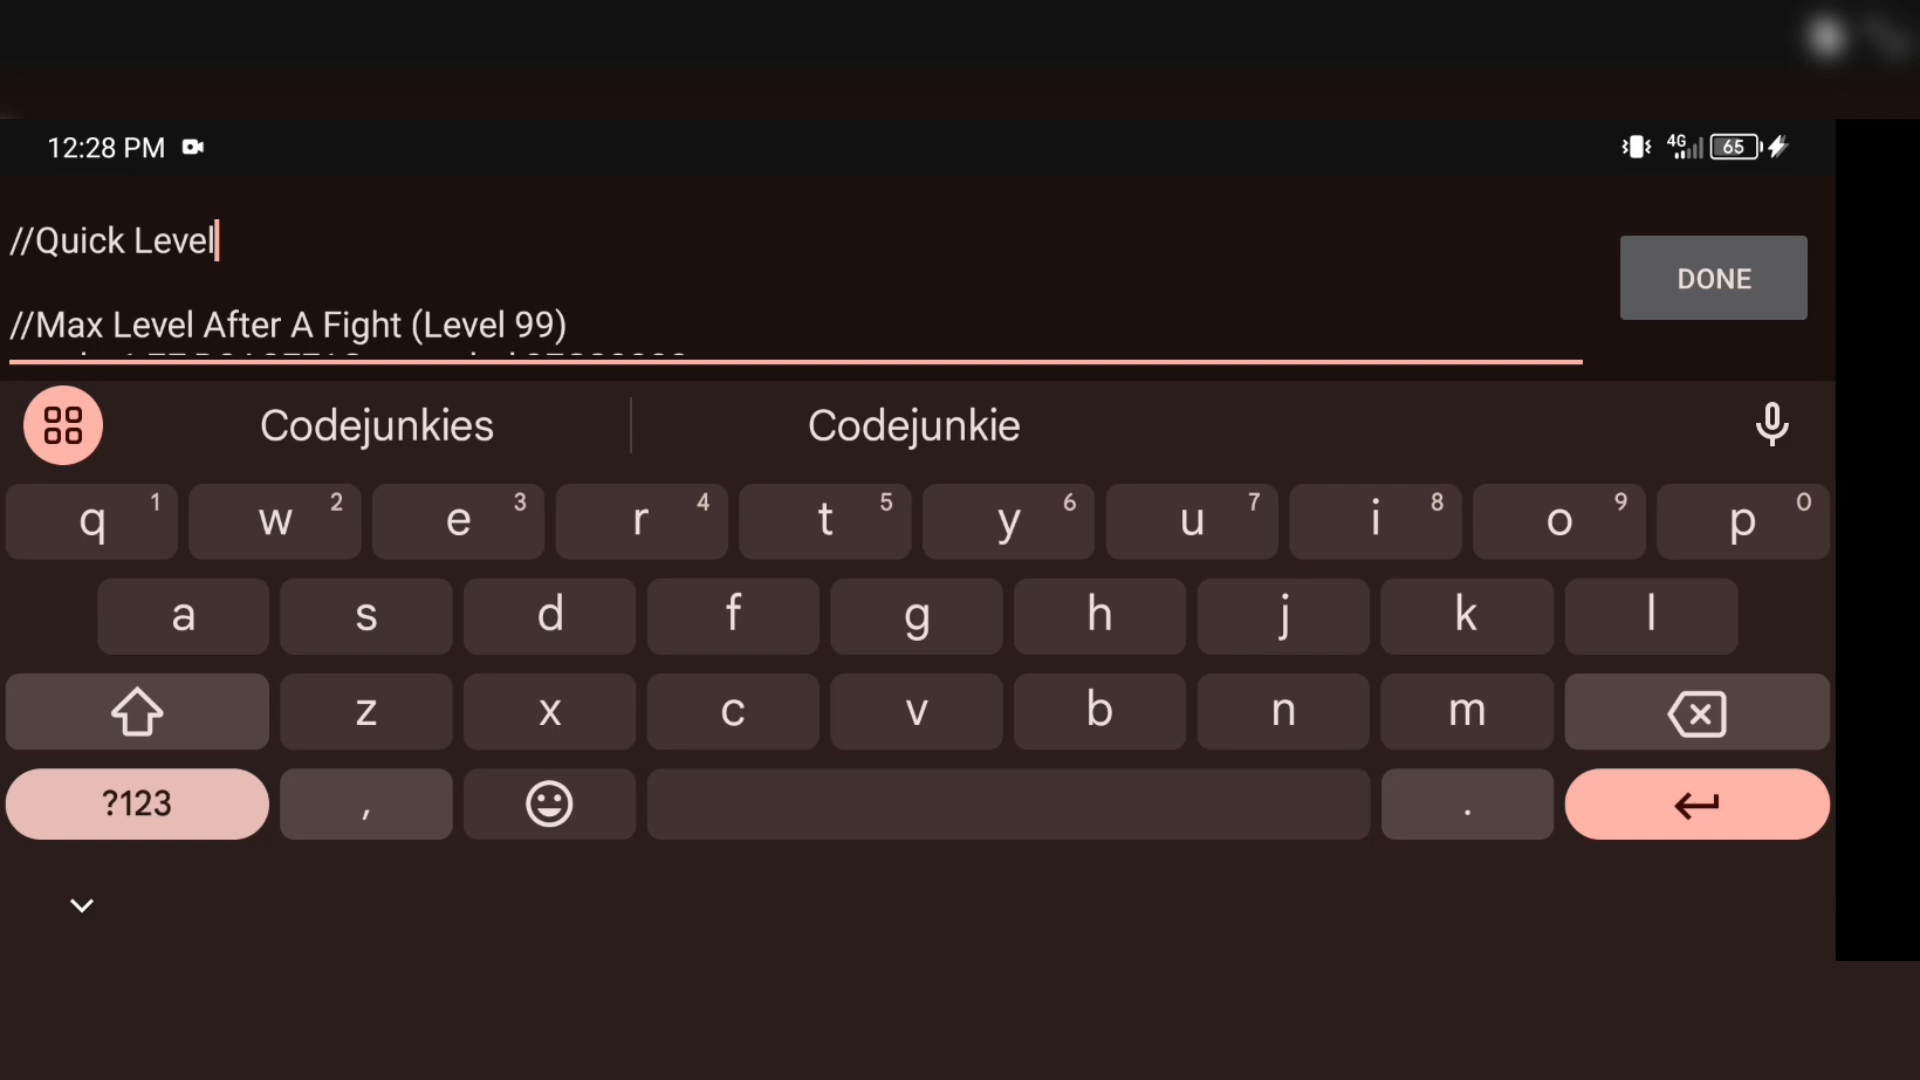 12:28 PM
4G 65
//Quick Level
DONE
//Max Level After A Fight (Level 99)
Codejunkies Codejunkie
q 1 w 2 e 3 r 4 t 5 y 6 u 7 i 8 o 9 p 0
a s d f g h j k l
z x c v b n m
?123 , .